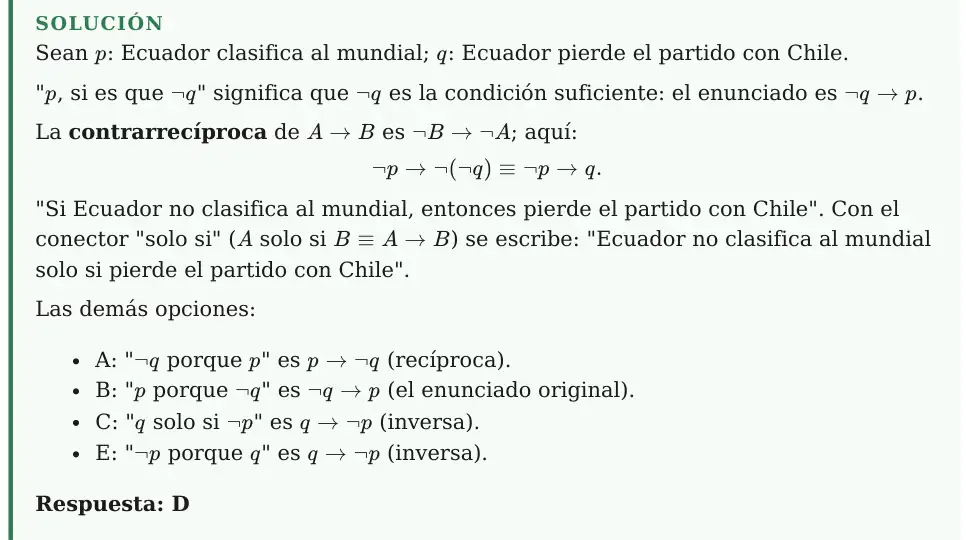 SOLUCIÓN
Sean p: Ecuador clasifica al mundial; q: Ecuador pierde el partido con Chile.
"p, si es que ¬q" significa que ¬q es la condición suficiente: el enunciado es ¬q → p.
La contrarrecíproca de A → B es ¬B → ¬A; aquí:
¬p → ¬(¬q) ≡ ¬p → q.
"Si Ecuador no clasifica al mundial, entonces pierde el partido con Chile". Con el
conector "solo si" (A solo si B ≡ A → B) se escribe: "Ecuador no clasifica al mundial
solo si pierde el partido con Chile".
Las demás opciones:
• A: "¬q porque p" es p → ¬q (recíproca).
• B: "p porque ¬q" es ¬q → p (el enunciado original).
• C: "q solo si ¬p" es q → ¬p (inversa).
• E: "¬p porque q" es q → ¬p (inversa).
Respuesta: D